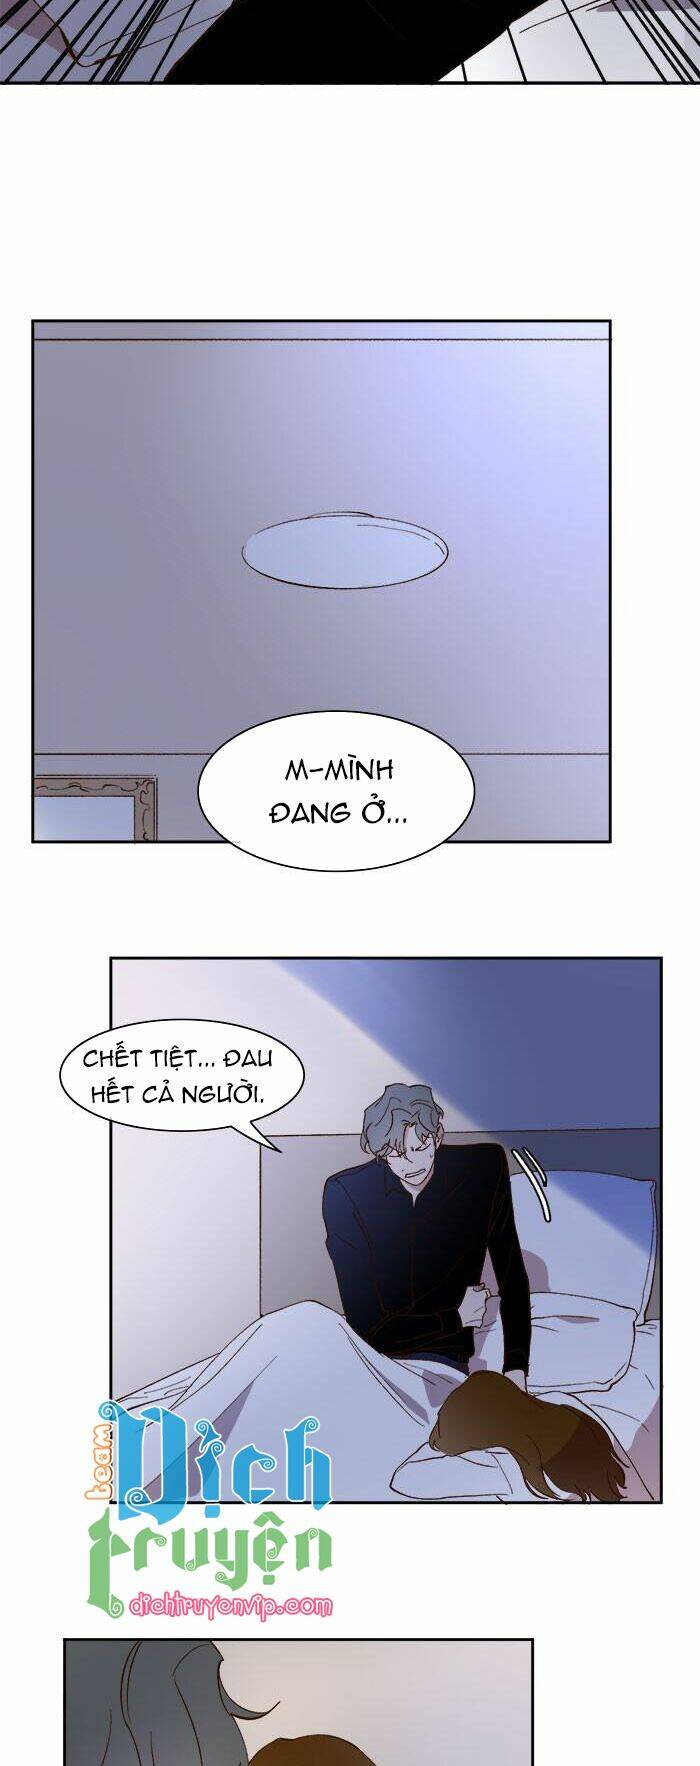 M-MÌNH
ĐANG Ở...
CHẾT TIỆT... ĐAU
HẾT CẢ NGƯỜI.
team
Dịch
truyện
dichtruyenvip.com